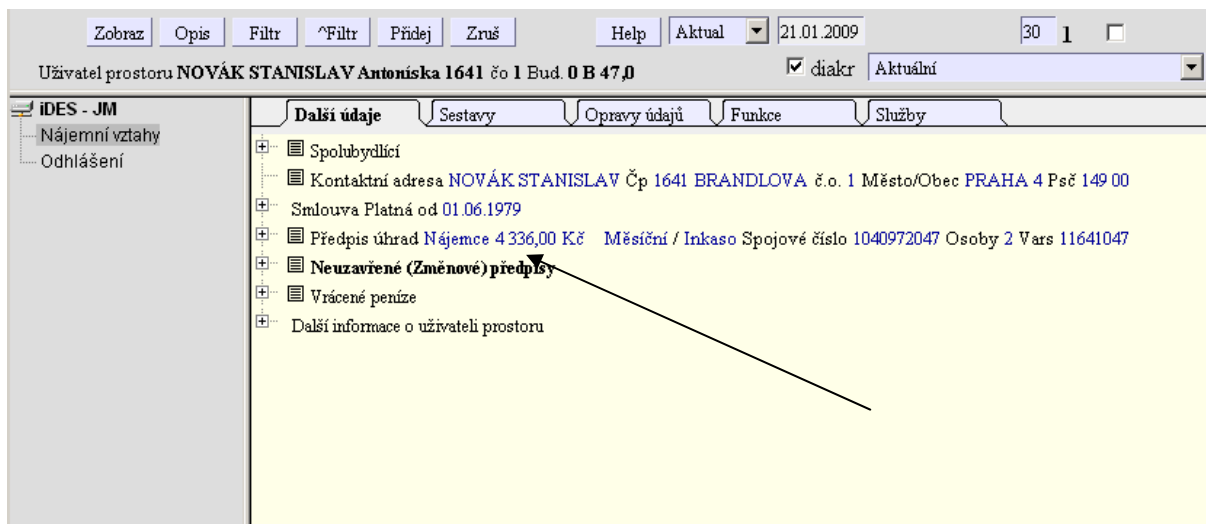 Zobraz Opis Filtr ^Filtr Přidej Zruš Help Aktual 21.01.2009 30 1
Uživatel prostoru NOVÁK STANISLAV Antoníska 1641 čo 1 Bud. 0 B 47,0 diakr Aktuální
iDES - JM
Nájemní vztahy
Odhlášení
Další údaje Sestavy Opravy údajů Funkce Služby
Spolubydlící
Kontaktní adresa NOVÁK STANISLAV Čp 1641 BRANDLOVA č.o. 1 Město/Obec PRAHA 4 Psč 149 00
Smlouva Platná od 01.06.1979
Předpis úhrad Nájemce 4 336,00 Kč Měsíční / Inkaso Spojové číslo 1040972047 Osoby 2 Vars 11641047
Neuzavřené (Změnové) předpisy
Vrácené peníze
Další informace o uživateli prostoru